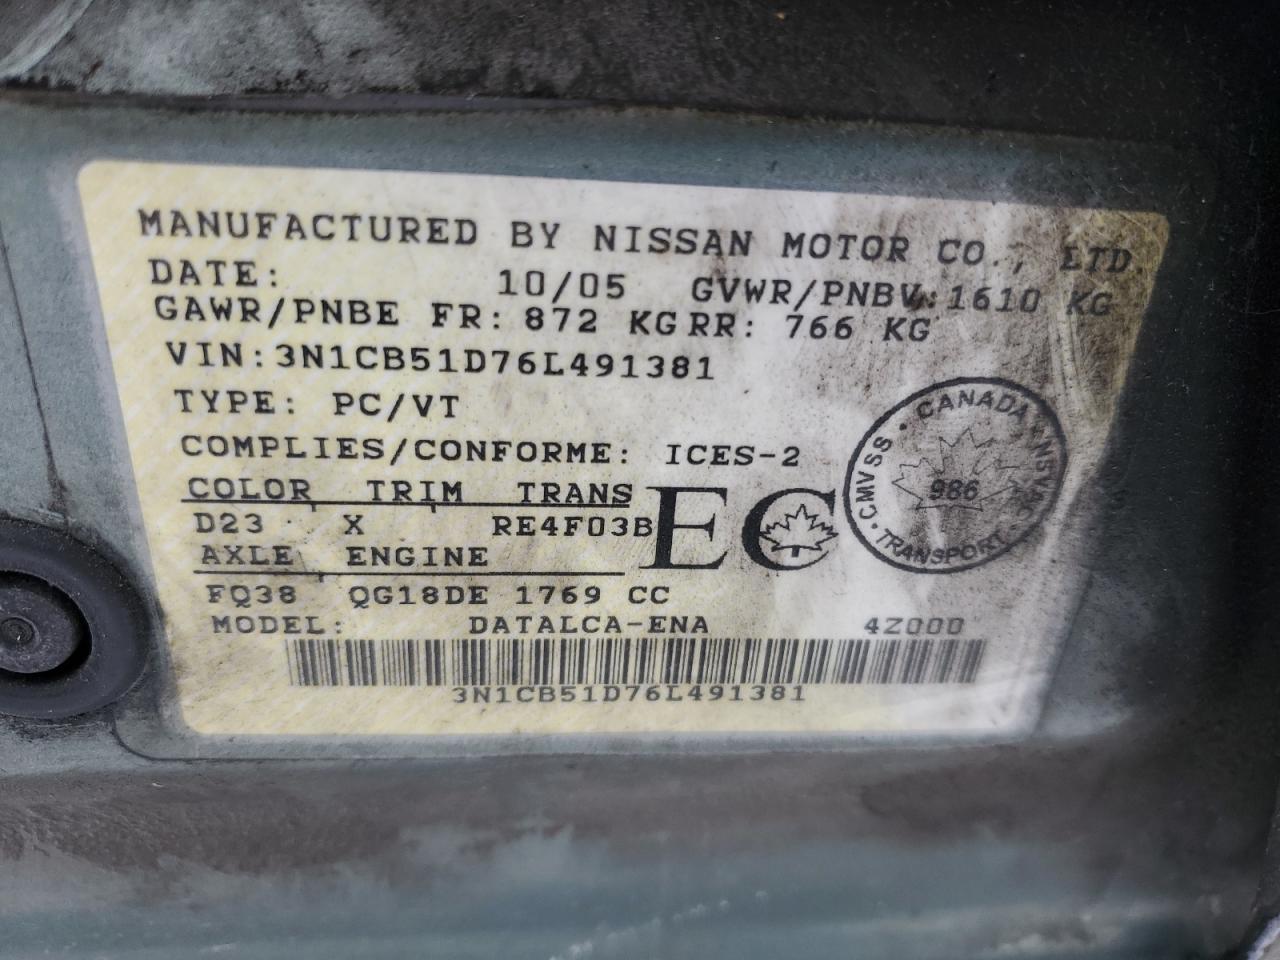 MANUFACTURED BY NISSAN MOTOR CO., LTD.
DATE: 10/05 GVWR/PNBV:1610 KG
GAWR/PNBE FR: 872 KG RR: 766 KG
VIN:3N1CB51D76L491381
TYPE: PC/VT
COMPLIES/CONFORME: ICES-2
COLOR TRIM TRANS
D23 X RE4F03B
AXLE ENGINE
FQ38 QG18DE 1769 CC
MODEL: DATALCA-ENA 4Z000
3N1CB51D76L491381
EC
CMVSS · CANADA · NSVAC
986
TRANSPORT